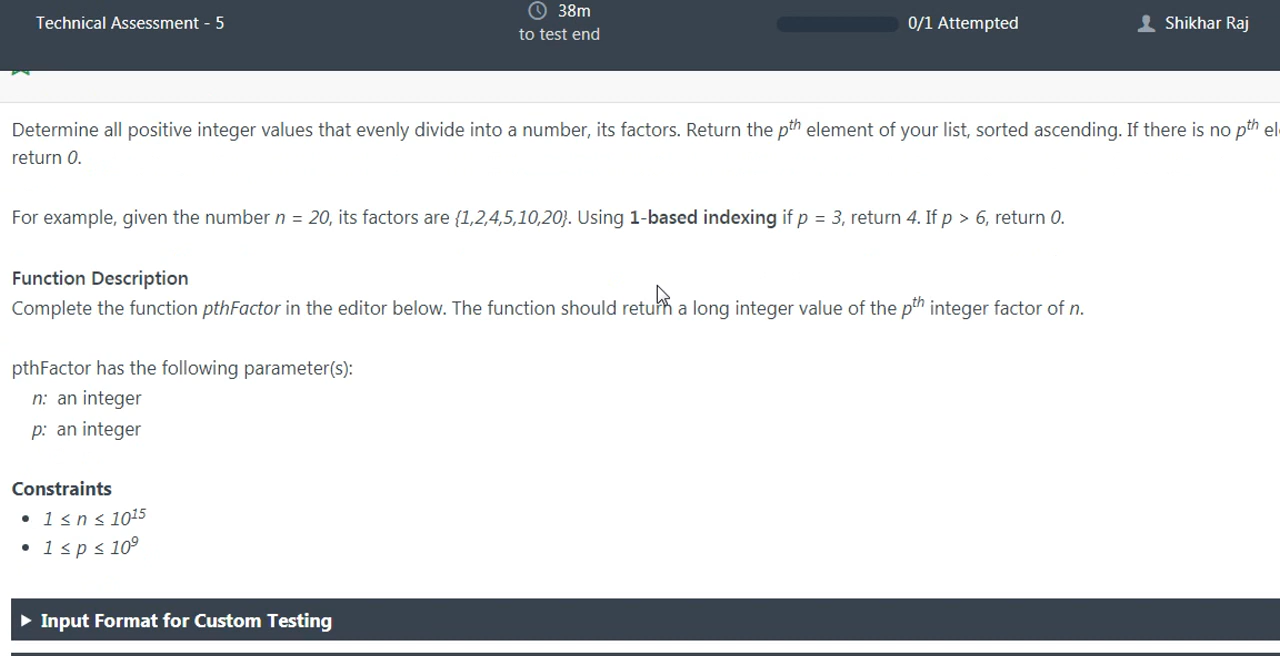 Technical Assessment - 5
38m
to test end
0/1 Attempted
Shikhar Raj
Determine all positive integer values that evenly divide into a number, its factors. Return the pth element of your list, sorted ascending. If there is no pth
return 0.
For example, given the number n = 20, its factors are {1,2,4,5,10,20}. Using 1-based indexing if p = 3, return 4. If p > 6, return 0.
Function Description
Complete the function pthFactor in the editor below. The function should return a long integer value of the pth integer factor of n.
pthFactor has the following parameter(s):
n: an integer
p: an integer
Constraints
• 1 ≤ n ≤ 10^15
• 1 ≤ p ≤ 10^9
▶ Input Format for Custom Testing